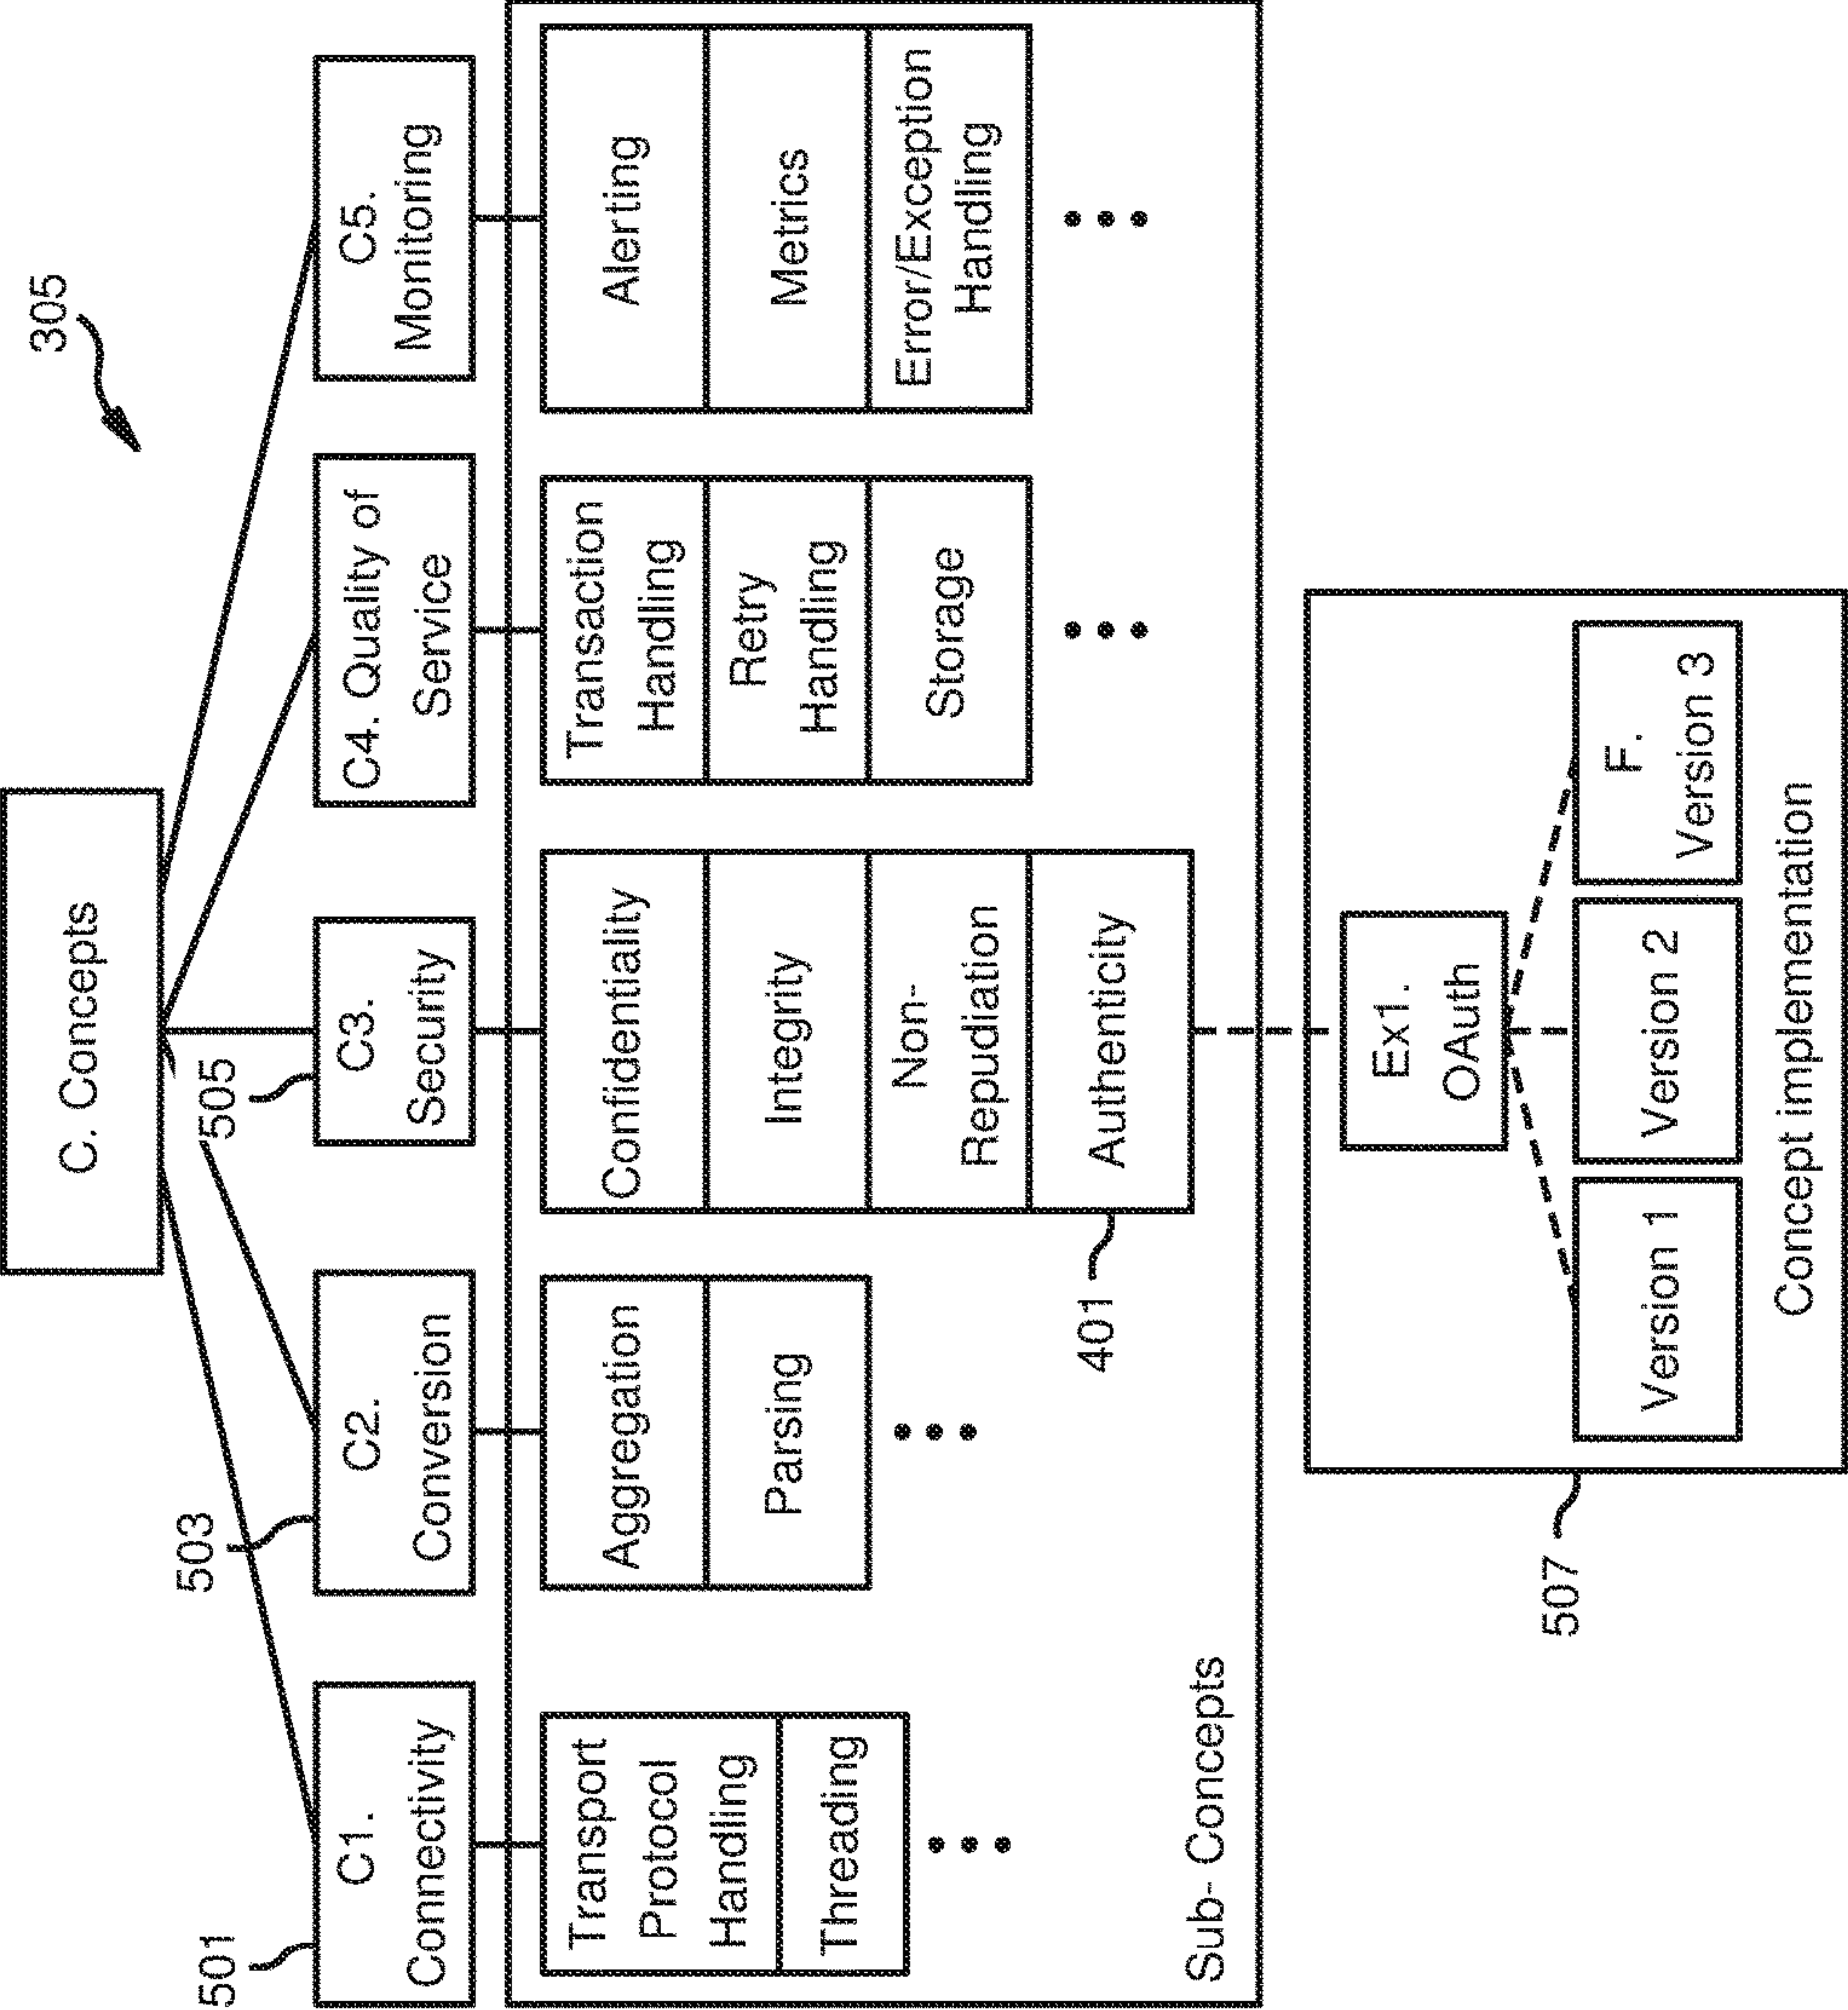 305
C. Concepts
501
503
505
C1.
Connectivity
C2.
Conversion
C3.
Security
C4. Quality of
Service
C5.
Monitoring
Transport
Protocol
Handling
Threading
Aggregation
Parsing
Confidentiality
Integrity
Non-
Repudiation
Authenticity
401
Transaction
Handling
Retry
Handling
Storage
Alerting
Metrics
Error/Exception
Handling
Sub- Concepts
507
Ex1.
OAuth
Version 1
Version 2
F.
Version 3
Concept implementation